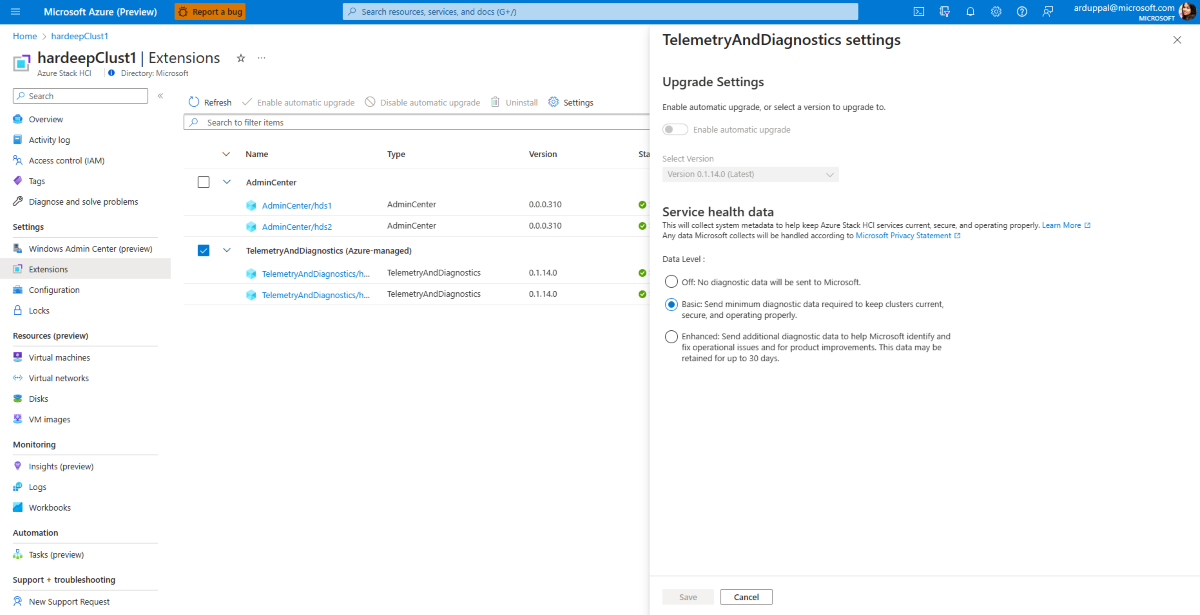 Microsoft Azure (Preview)
Report a bug
Search resources, services, and docs (G+/)
arduppal@microsoft.com
MICROSOFT
Home > hardeepClust1
hardeepClust1 | Extensions
Azure Stack HCI
Directory: Microsoft
Search
Overview
Activity log
Access control (IAM)
Tags
Diagnose and solve problems
Settings
Windows Admin Center (preview)
Extensions
Configuration
Locks
Resources (preview)
Virtual machines
Virtual networks
Disks
VM images
Monitoring
Insights (preview)
Logs
Workbooks
Automation
Tasks (preview)
Support + troubleshooting
New Support Request
Refresh
Enable automatic upgrade
Disable automatic upgrade
Uninstall
Settings
Search to filter items
Name Type Version Sta
AdminCenter
AdminCenter/hds1 AdminCenter 0.0.0.310
AdminCenter/hds2 AdminCenter 0.0.0.310
TelemetryAndDiagnostics (Azure-managed)
TelemetryAndDiagnostics/h... TelemetryAndDiagnostics 0.1.14.0
TelemetryAndDiagnostics/h... TelemetryAndDiagnostics 0.1.14.0
TelemetryAndDiagnostics settings
Upgrade Settings
Enable automatic upgrade, or select a version to upgrade to.
Enable automatic upgrade
Select Version
Version 0.1.14.0 (Latest)
Service health data
This will collect system metadata to help keep Azure Stack HCI services current, secure, and operating properly. Learn More
Any data Microsoft collects will be handled according to Microsoft Privacy Statement
Data Level :
Off: No diagnostic data will be sent to Microsoft.
Basic: Send minimum diagnostic data required to keep clusters current,
secure, and operating properly.
Enhanced: Send additional diagnostic data to help Microsoft identify and
fix operational issues and for product improvements. This data may be
retained for up to 30 days.
Save
Cancel